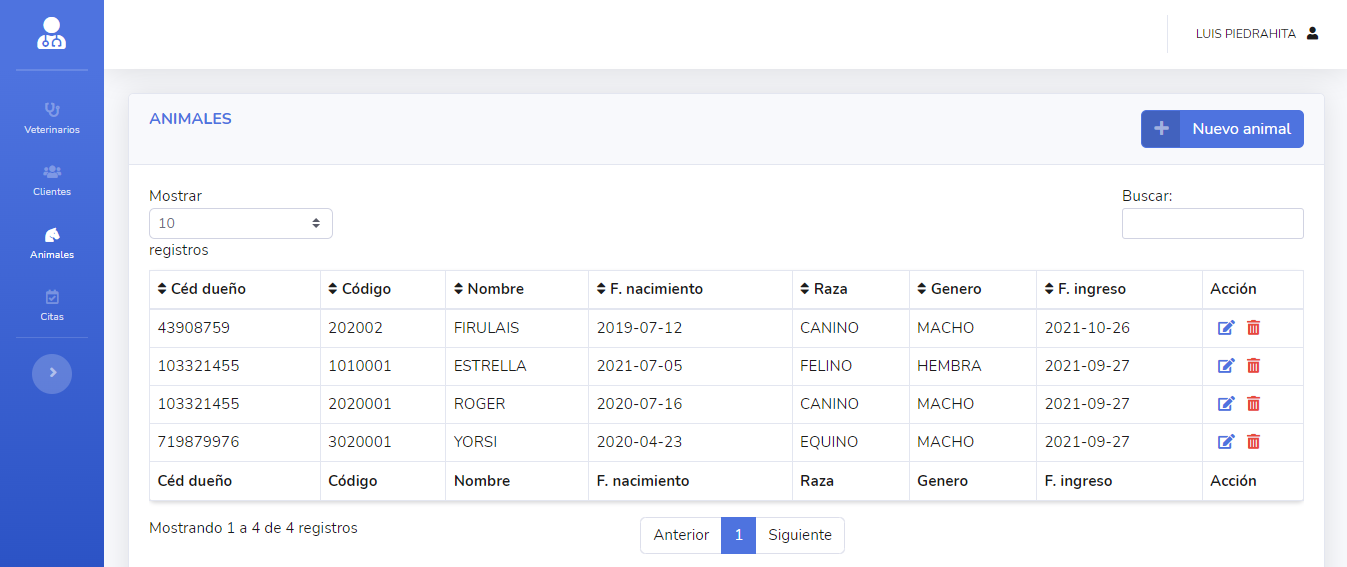 LUIS PIEDRAHITA
Veterinarios
Clientes
Animales
Citas
ANIMALES
Nuevo animal
Mostrar
10
registros
Buscar:
Céd dueño Código Nombre F. nacimiento Raza Genero F. ingreso Acción
43908759 202002 FIRULAIS 2019-07-12 CANINO MACHO 2021-10-26
103321455 1010001 ESTRELLA 2021-07-05 FELINO HEMBRA 2021-09-27
103321455 2020001 ROGER 2020-07-16 CANINO MACHO 2021-09-27
719879976 3020001 YORSI 2020-04-23 EQUINO MACHO 2021-09-27
Céd dueño Código Nombre F. nacimiento Raza Genero F. ingreso Acción
Mostrando 1 a 4 de 4 registros
Anterior 1 Siguiente